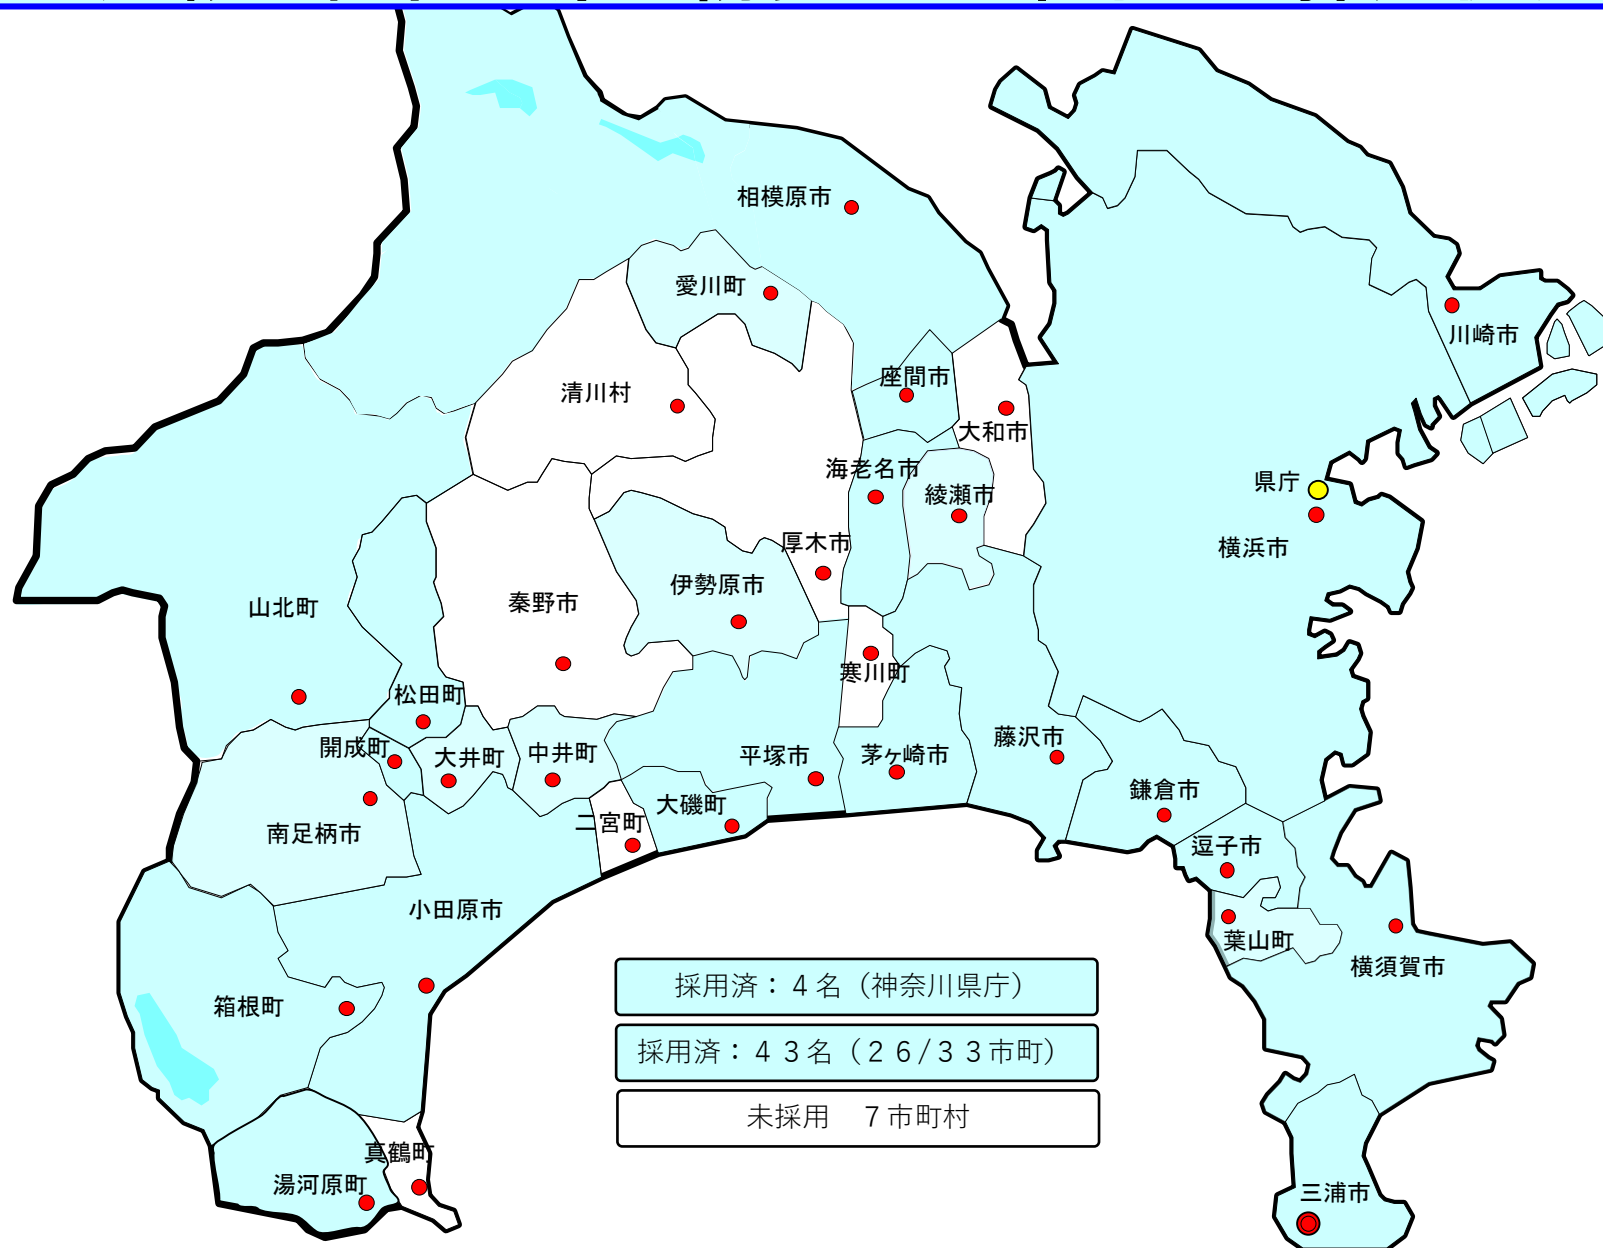 相模原市
愛川町
川崎市
座間市
清川村
大和市
海老名市
県庁
綾瀬市
厚木市
横浜市
伊勢原市
秦野市
山北町
寒川町
松田町
藤沢市
開成町
大井町
中井町
平塚市
茅ヶ崎市
鎌倉市
大磯町
二宮町
南足柄市
逗子市
小田原市
葉山町
横須賀市
採用済：４名（神奈川県庁）
箱根町
採用済：４３名（２６/３３市町）
未採用　７市町村
真鶴町
湯河原町
三浦市